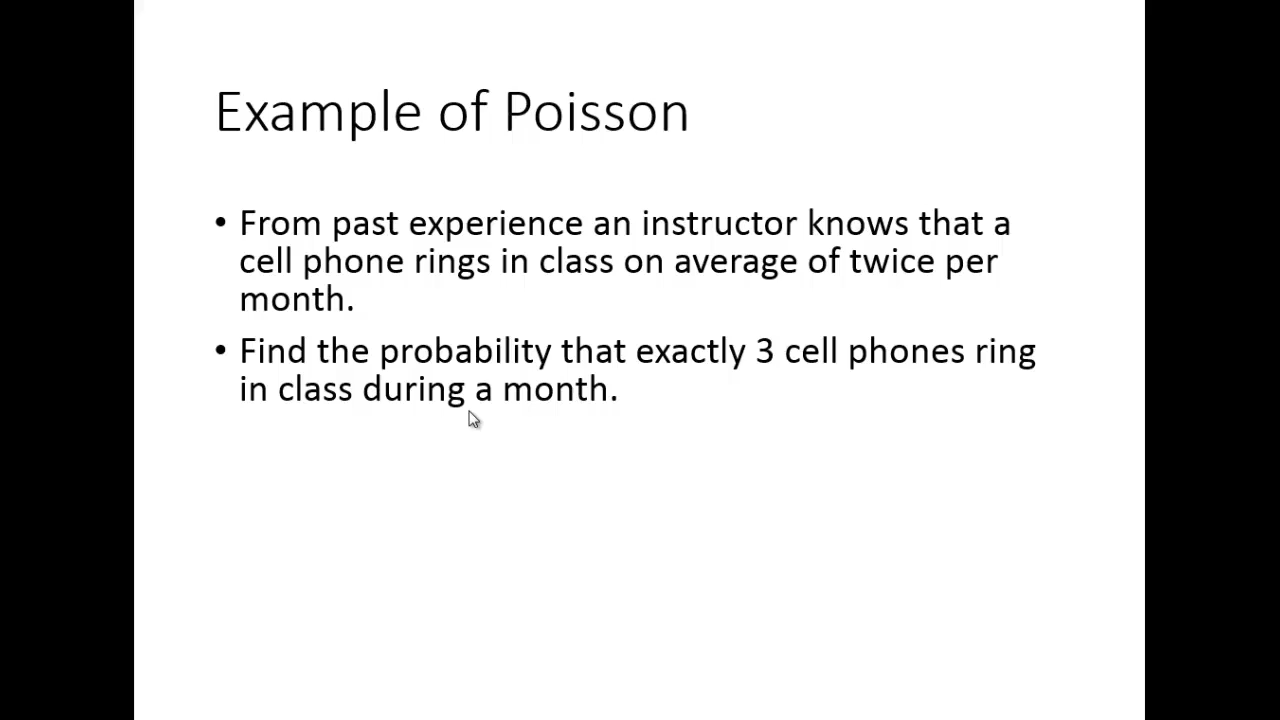 Example of Poisson
• From past experience an instructor knows that a
cell phone rings in class on average of twice per
month.
• Find the probability that exactly 3 cell phones ring
in class during a month.